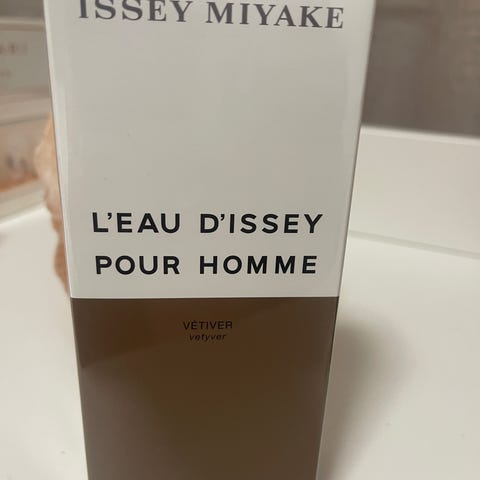 ISSEY MIYAKE
L'EAU D'ISSEY
POUR HOMME
VÉTIVER
vetyver